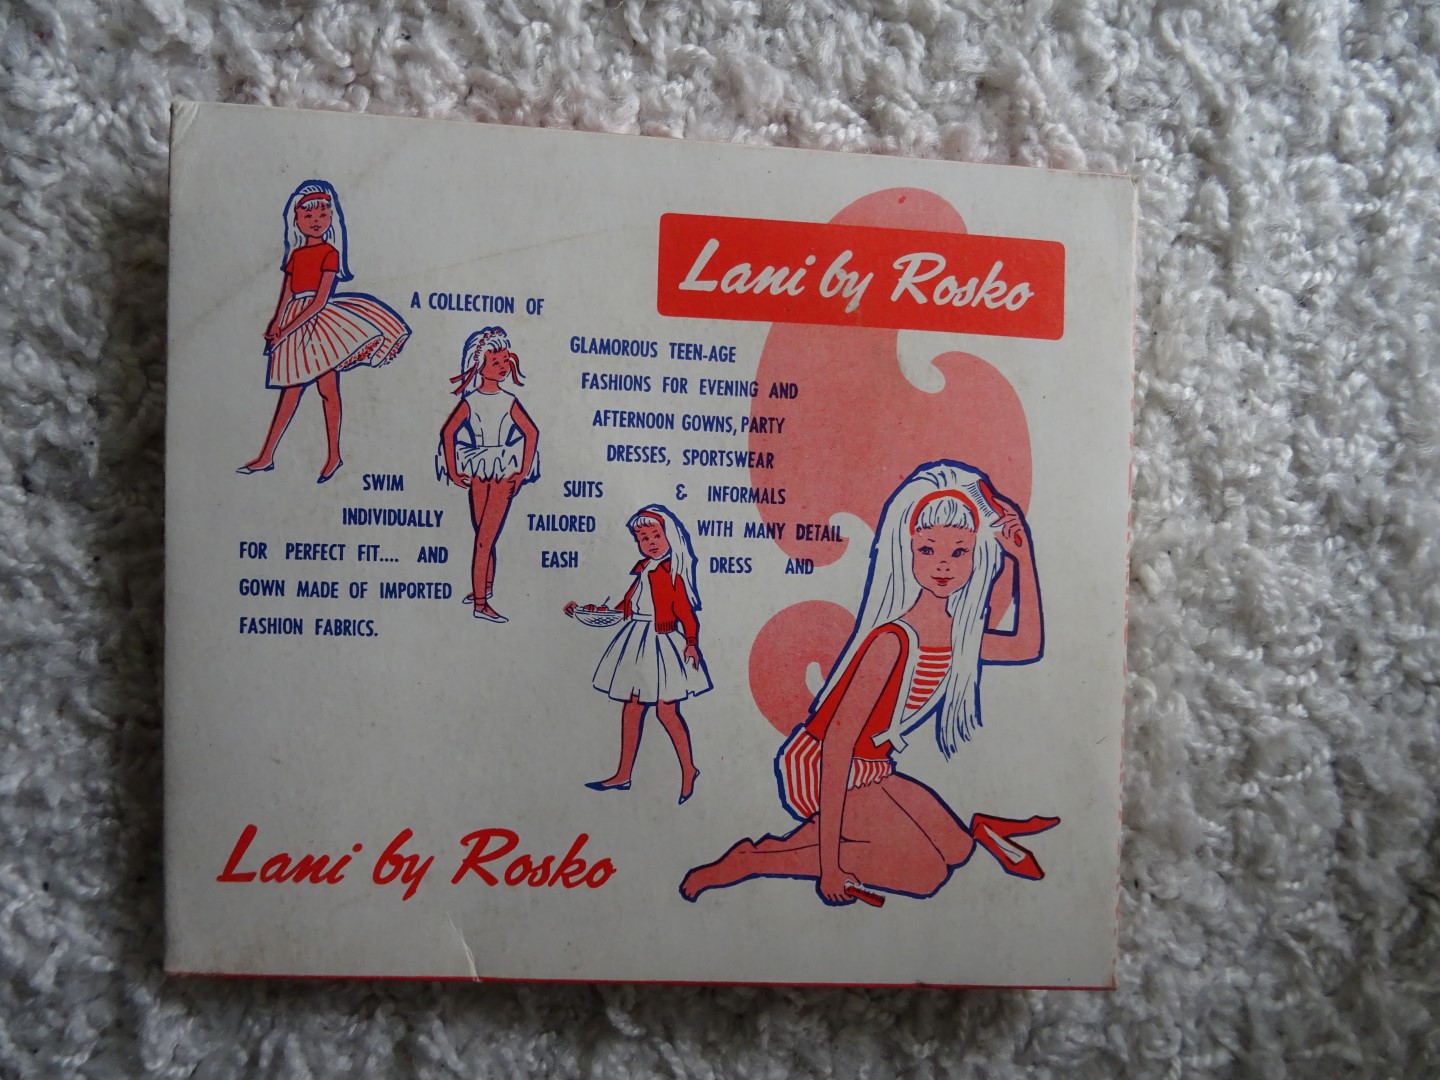 Lani by Rosko
A COLLECTION OF
GLAMOROUS TEEN-AGE
FASHIONS FOR EVENING AND
AFTERNOON GOWNS, PARTY
DRESSES, SPORTSWEAR
SWIM SUITS & INFORMALS
INDIVIDUALLY TAILORED WITH MANY DETAIL
FOR PERFECT FIT.... AND EASH DRESS AND
GOWN MADE OF IMPORTED
FASHION FABRICS.
Lani by Rosko